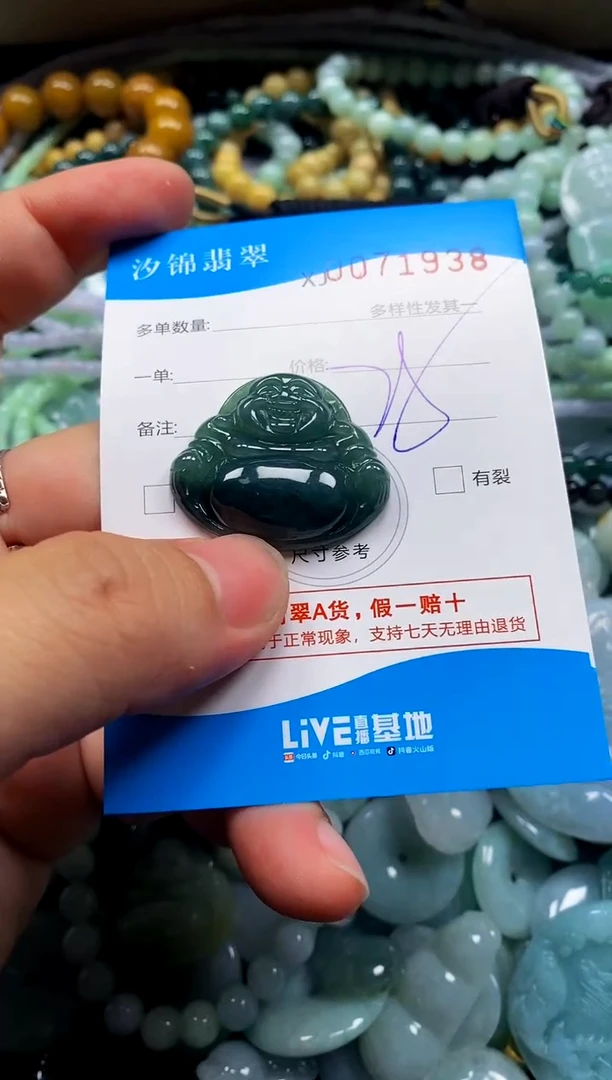 汐锦翡翠
XJ0071938
多样性发其一
多单数量:
价格:
一单:
备注:
有裂
尺寸参考
翠A货，假一赔十
于正常现象，支持七天无理由退货
LiVE直播基地
今日头条 抖音 西瓜视频 抖音火山版